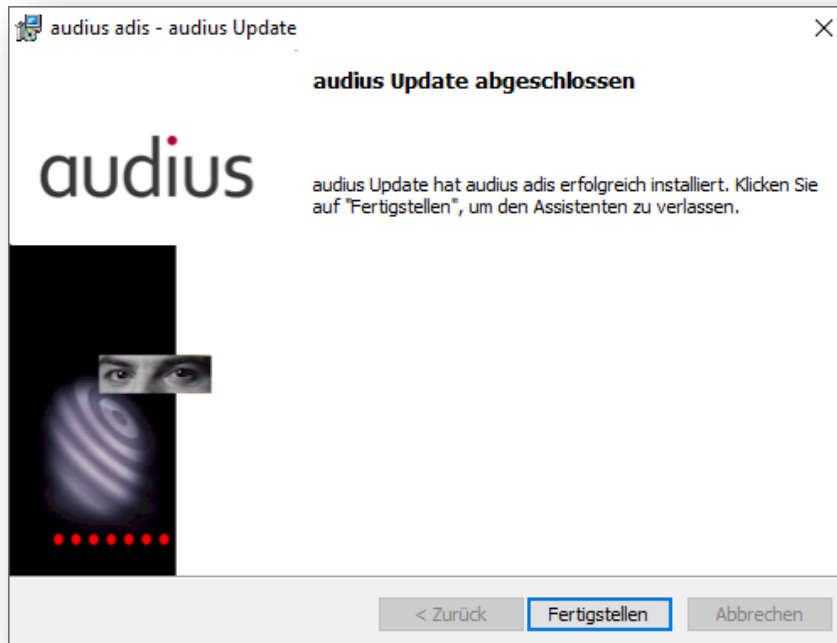 audius adis - audius Update
audius Update abgeschlossen
audius
audius Update hat audius adis erfolgreich installiert. Klicken Sie
auf "Fertigstellen", um den Assistenten zu verlassen.
< Zurück
Fertigstellen
Abbrechen